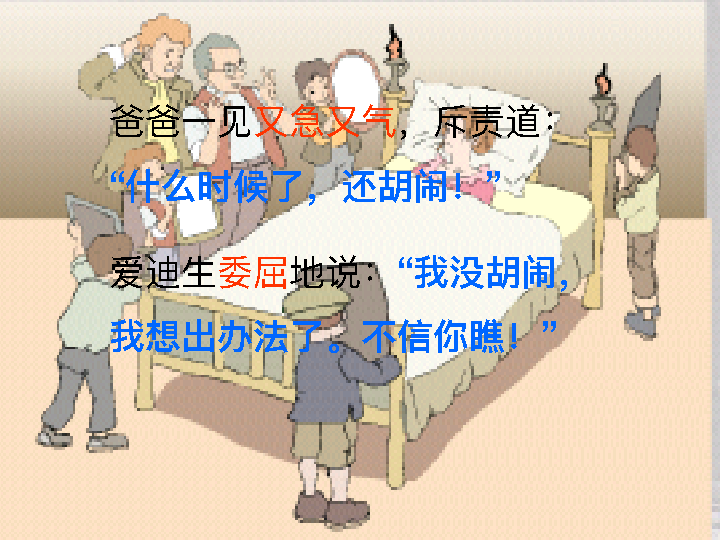 爸爸一见又急又气，斥责道：
“什么时候了，还胡闹！”
爱迪生委屈地说：“我没胡闹，
我想出办法了。不信你瞧！”